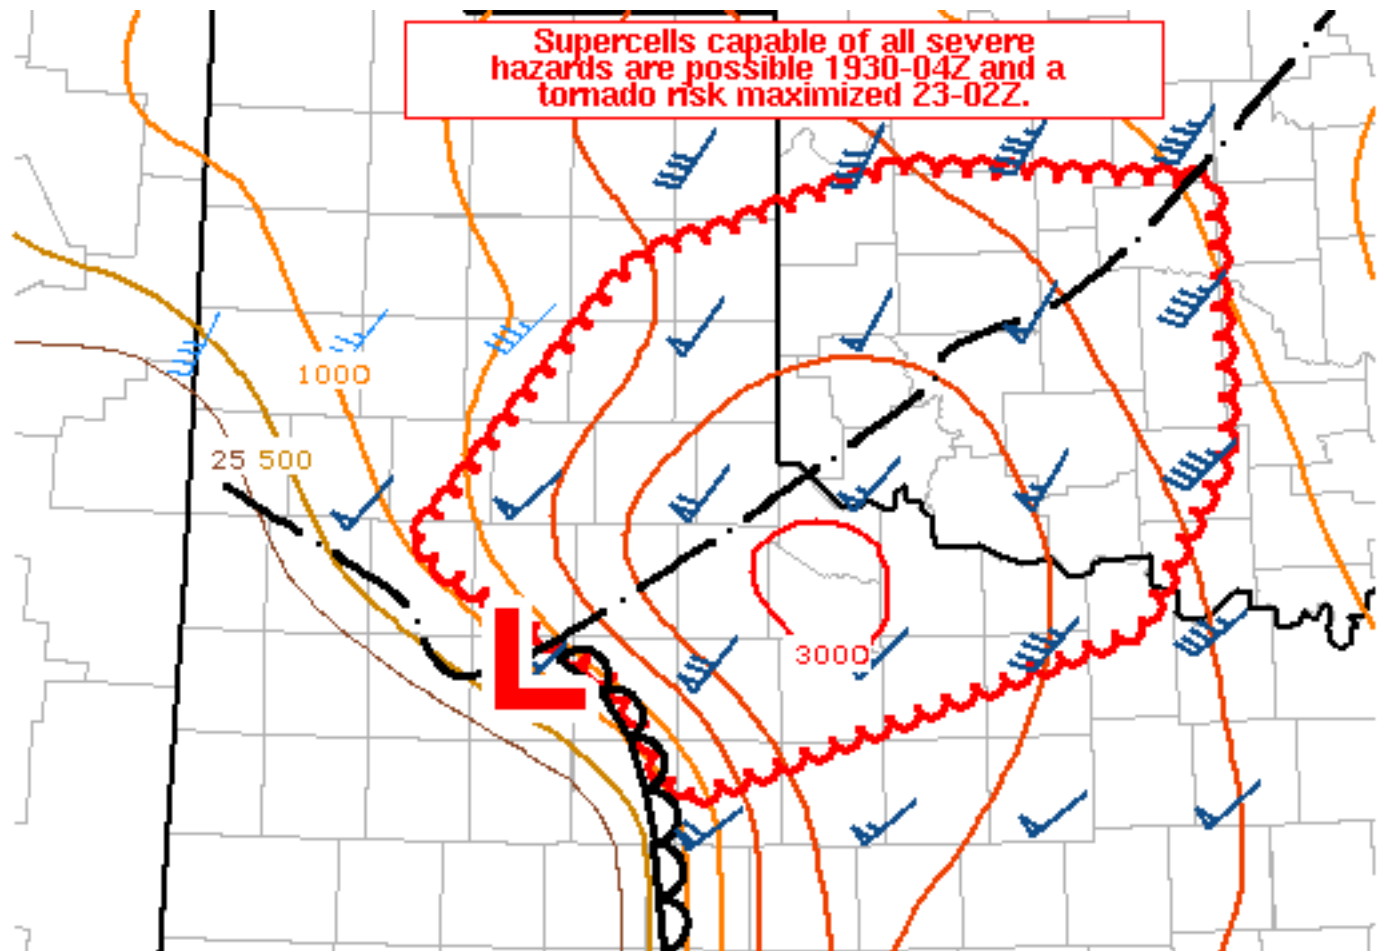 Supercells capable of all severe
hazards are possible 1930-04Z and a
tornado risk maximized 23-02Z.
1000
25 500
L
3000